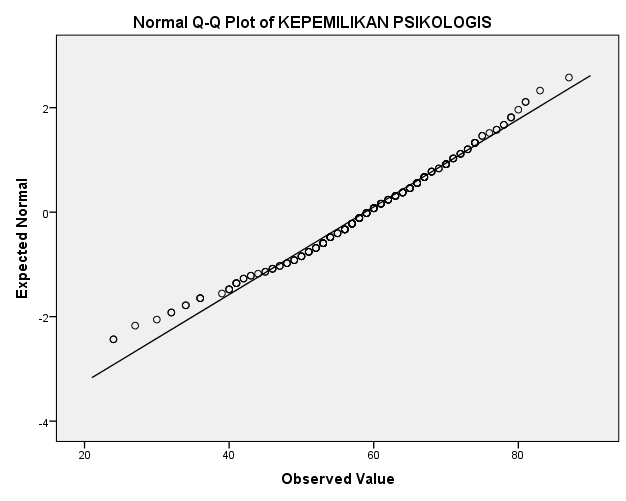 Normal Q-Q Plot of KEPEMILIKAN PSIKOLOGIS
Expected Normal
2
0
-2
-4
20 40 60 80
Observed Value